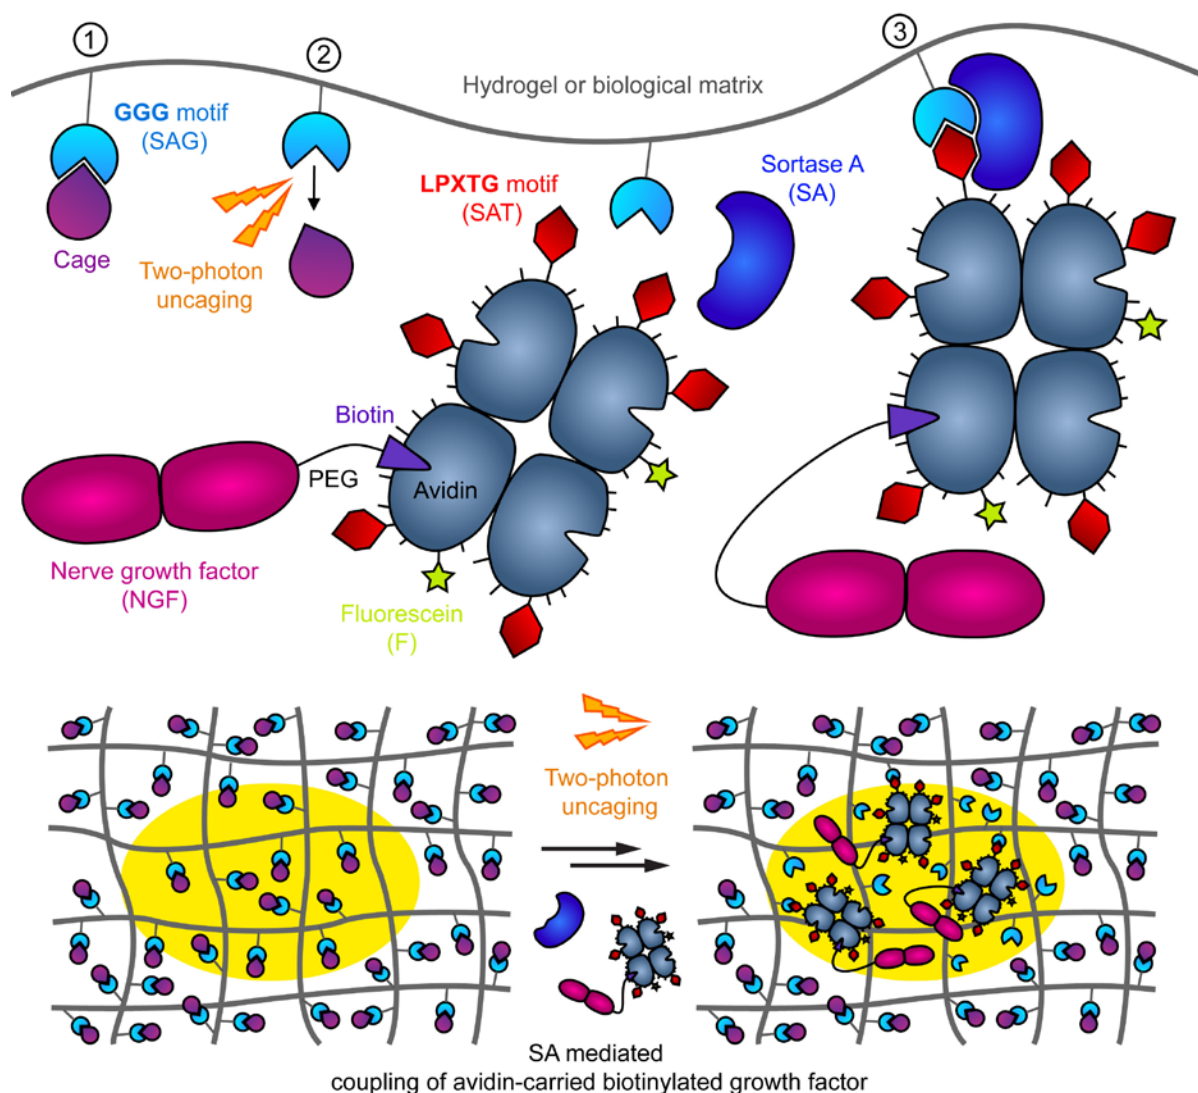 1
2
3
Hydrogel or biological matrix
GGG motif
(SAG)
Cage
Two-photon
uncaging
LPXTG motif
(SAT)
Sortase A
(SA)
Biotin
PEG
Avidin
Nerve growth factor
(NGF)
Fluorescein
(F)
Two-photon
uncaging
SA mediated
coupling of avidin-carried biotinylated growth factor